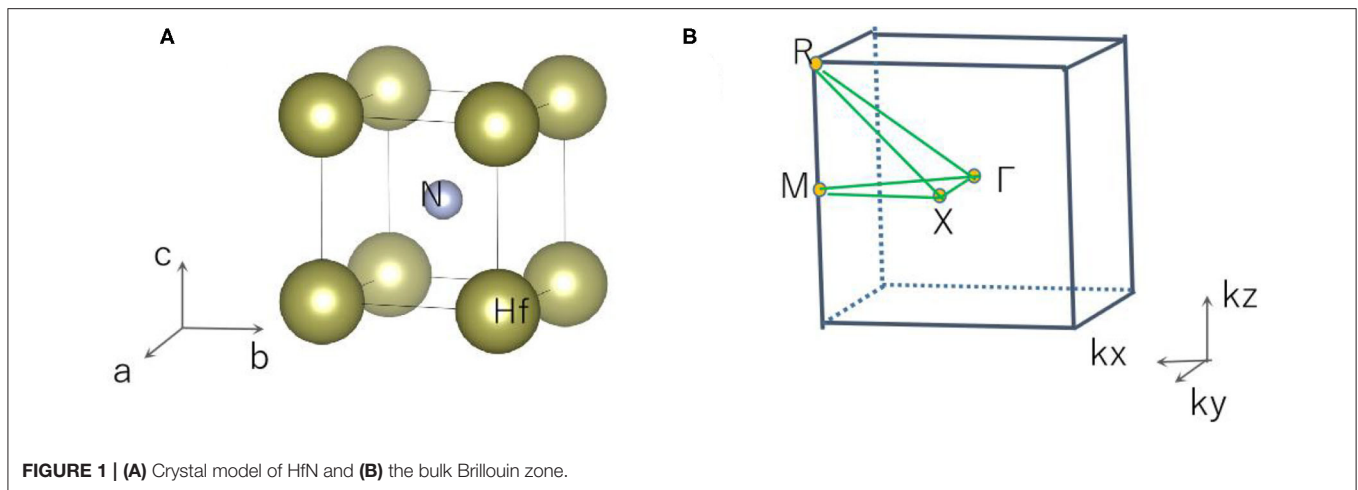 A
N
Hf
c
b
a
B
R
M
Γ
X
kz
kx
ky
FIGURE 1 | (A) Crystal model of HfN and (B) the bulk Brillouin zone.